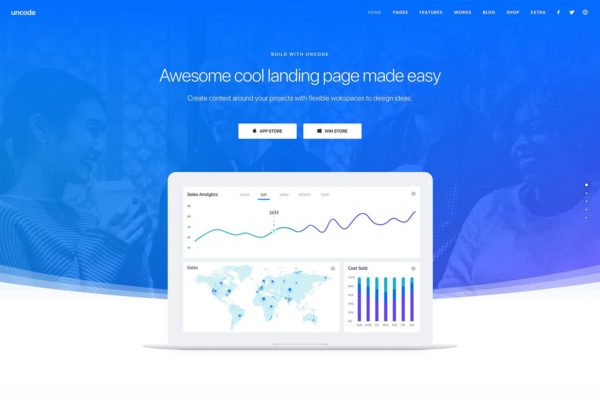 uncode
HOME PAGES FEATURES WORKS BLOG SHOP EXTRA
BUILD WITH UNCODE
Awesome cool landing page made easy
Create context around your projects with flexible wokspaces to design ideas.
APP STORE
WIN STORE
Sales Analytics
HOUR DAY WEEK MONTH YEAR
2635
Sales
Cost Sold